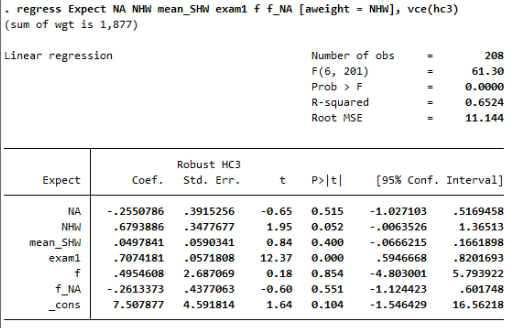 . regress Expect NA NHW mean_SHW exam1 f f_NA [aweight = NHW], vce(hc3)
(sum of wgt is 1,877)
Linear regression Number of obs = 208
F(6, 201) = 61.30
Prob > F = 0.0000
R-squared = 0.6524
Root MSE = 11.144
Robust HC3
Expect Coef. Std. Err. t P>|t| [95% Conf. Interval]
NA -.2550786 .3915256 -0.65 0.515 -1.027103 .5169458
NHW .6793886 .3477677 1.95 0.052 -.0063526 1.36513
mean_SHW .0497841 .0590341 0.84 0.400 -.0666215 .1661898
exam1 .7074181 .0571808 12.37 0.000 .5946668 .8201693
f .4954608 2.687069 0.18 0.854 -4.803001 5.793922
f_NA -.2613373 .4377063 -0.60 0.551 -1.124423 .601748
_cons 7.507877 4.591814 1.64 0.104 -1.546429 16.56218